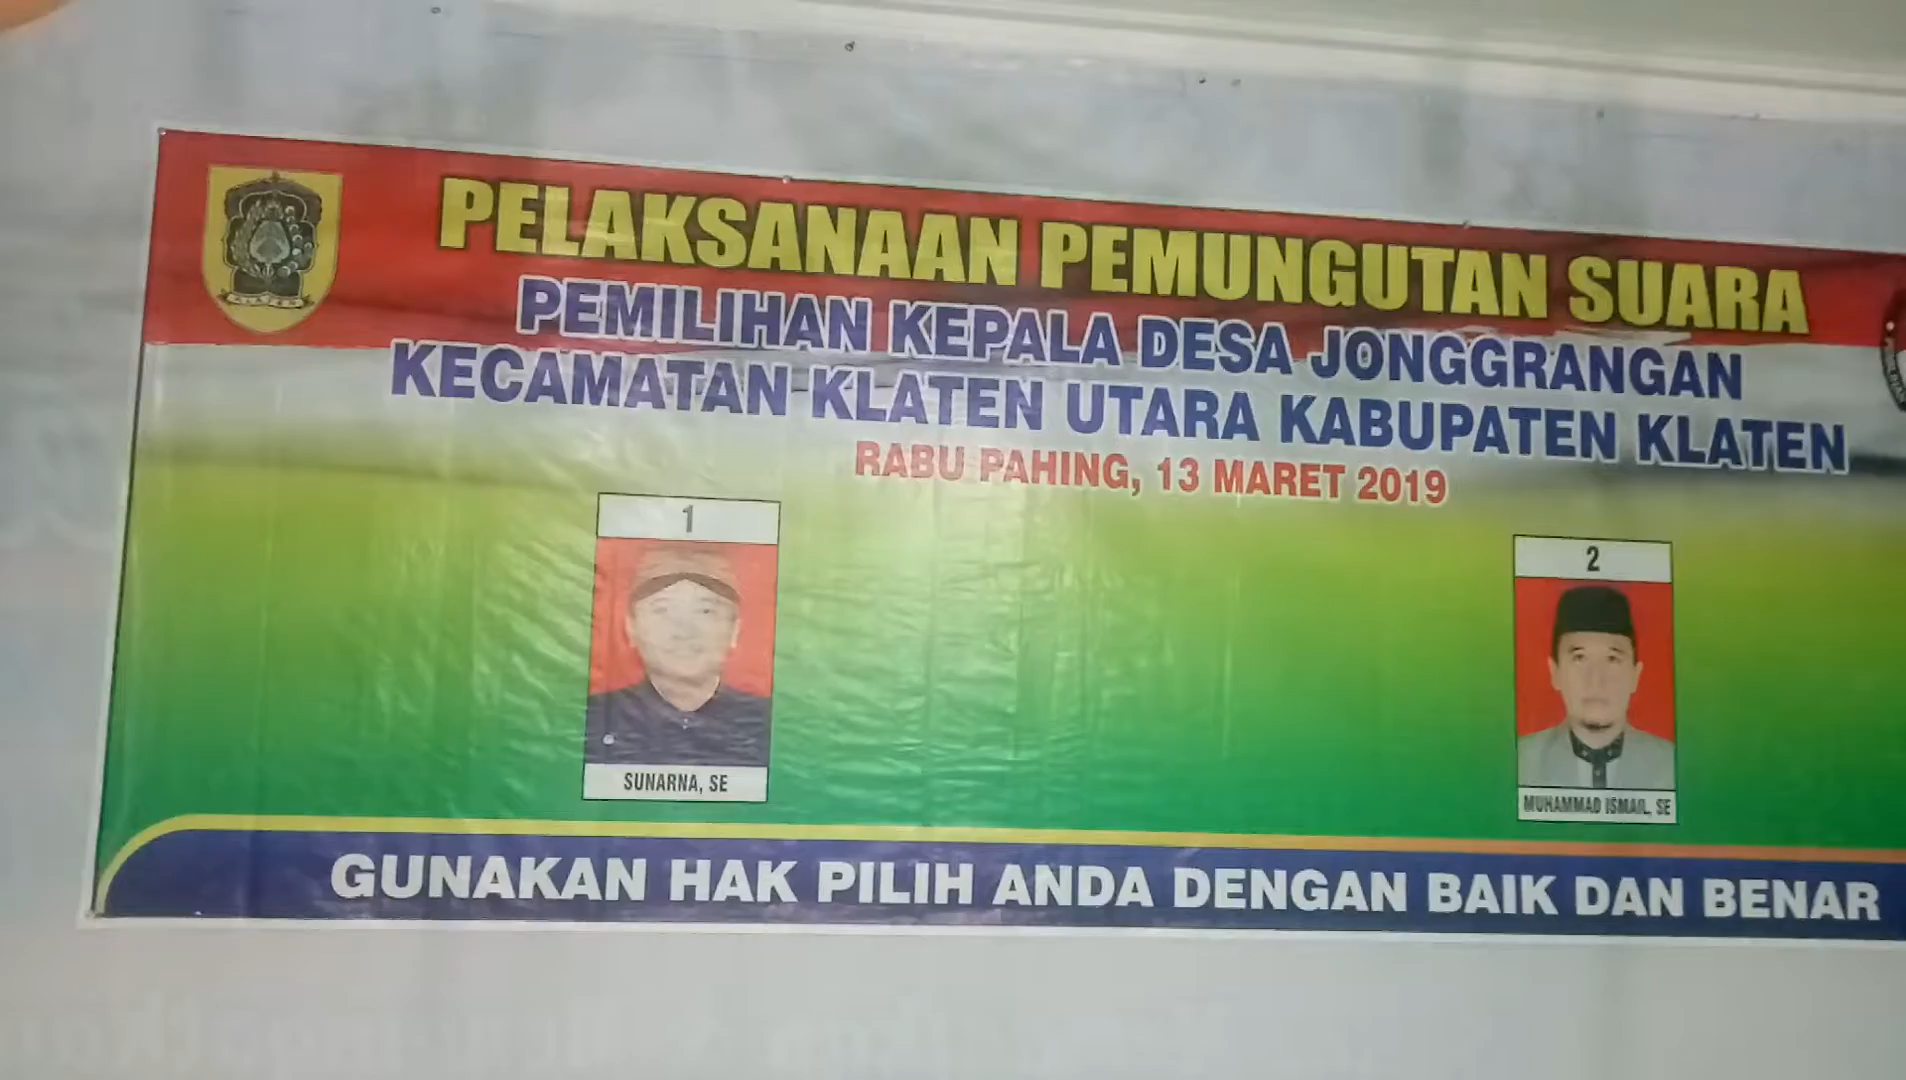 PELAKSANAAN PEMUNGUTAN SUARA
PEMILIHAN KEPALA DESA JONGGRANGAN
KECAMATAN KLATEN UTARA KABUPATEN KLATEN
RABU PAHING, 13 MARET 2019
KLATEN
1
SUNARNA, SE
2
MUHAMMAD ISMAIL, SE
GUNAKAN HAK PILIH ANDA DENGAN BAIK DAN BENAR